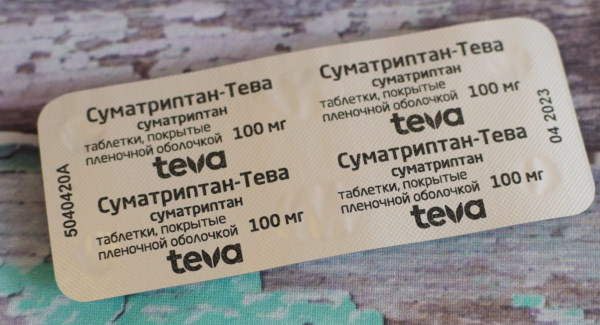 Суматриптан-Тева
суматриптан
таблетки, покрытые
пленочной оболочкой 100 мг
teva
Суматриптан-Тева
суматриптан
таблетки, покрытые
пленочной оболочкой 100 мг
teva
Суматриптан-Тева
суматриптан
таблетки, покрытые
пленочной оболочкой 100 мг
teva
Суматриптан-Тева
суматриптан
таблетки, покрытые
пленочной оболочкой 100 мг
teva
5040420A
04 2023